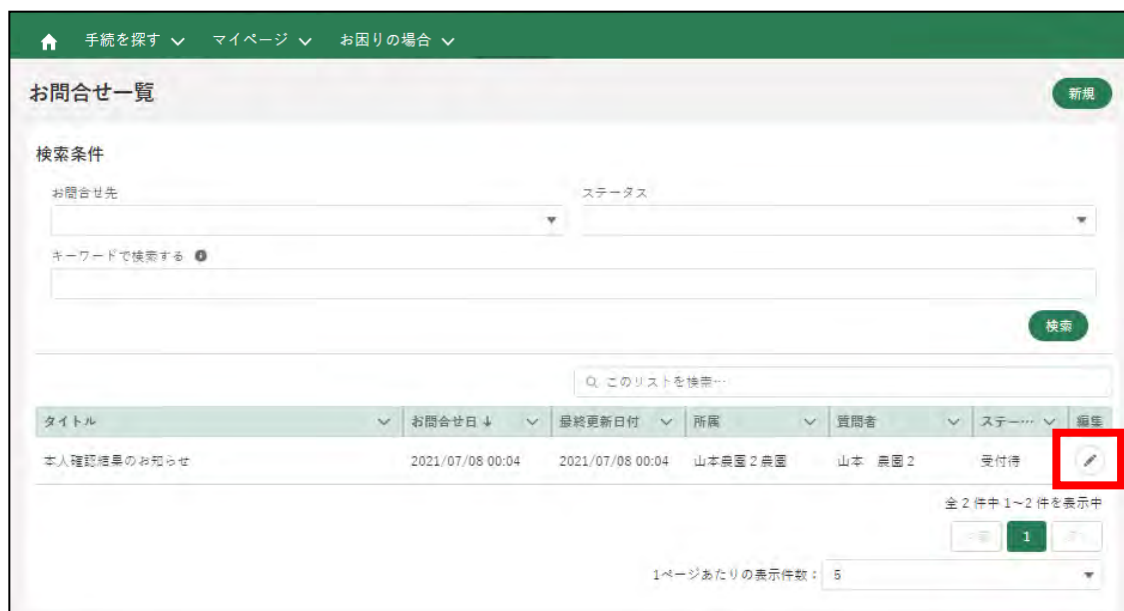 手続を探す マイページ お困りの場合
お問合せ一覧 新規
検索条件
お問合せ先 ステータス
キーワードで検索する
検索
このリストを検索…
タイトル お問合せ日 ↓ 最終更新日付 所属 質問者 ステー… 編集
本人確認結果のお知らせ 2021/07/08 00:04 2021/07/08 00:04 山本農園2農園 山本 農園2 受付待
全2件中1~2件を表示中
1
1ページあたりの表示件数: 5